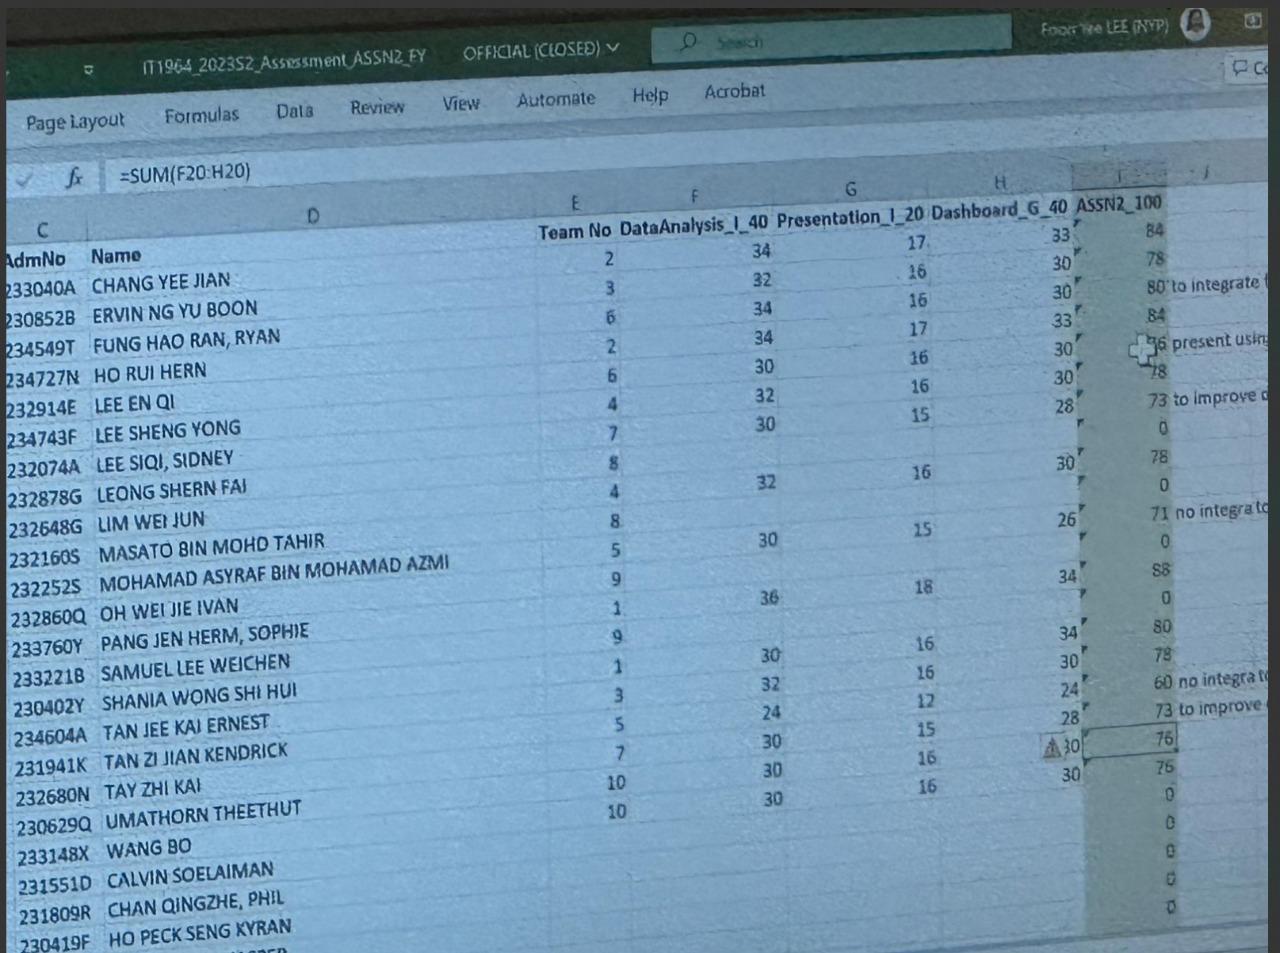 IT1964_2023S2_Assessment_ASSN2_EY OFFICIAL (CLOSED) Search LEE (NYP)
Page Layout Formulas Data Review View Automate Help Acrobat
fx =SUM(F20:H20)
C D E F G H I J
AdmNo Name Team No DataAnalysis_I_40 Presentation_I_20 Dashboard_G_40 ASSN2_100
233040A CHANG YEE JIAN 2 34 17 33 84
230852B ERVIN NG YU BOON 3 32 16 30 78
234549T FUNG HAO RAN, RYAN 6 34 16 30 80 to integrate
234727N HO RUI HERN 2 34 17 33 84
232914E LEE EN QI 6 30 16 30 76 present using
234743F LEE SHENG YONG 4 32 16 30 78
232074A LEE SIQI, SIDNEY 7 30 15 28 73 to improve
232878G LEONG SHERN FAI 8 0
232648G LIM WEI JUN 4 32 16 30 78
232160S MASATO BIN MOHD TAHIR 8 0
232252S MOHAMAD ASYRAF BIN MOHAMAD AZMI 5 30 15 26 71 no integra
232860Q OH WEI JIE IVAN 9 0
233760Y PANG JEN HERM, SOPHIE 1 36 18 34 88
233221B SAMUEL LEE WEICHEN 9 0
230402Y SHANIA WONG SHI HUI 1 30 16 34 80
234604A TAN JEE KAI ERNEST 3 32 16 30 78
231941K TAN ZI JIAN KENDRICK 5 24 12 24 60 no integra
232680N TAY ZHI KAI 7 30 15 28 73 to improve
230629Q UMATHORN THEETHUT 10 30 16 30 76
233148X WANG BO 10 30 16 30 76
231551D CALVIN SOELAIMAN 0
231809R CHAN QINGZHE, PHIL 0
230419F HO PECK SENG KYRAN 0
0
0